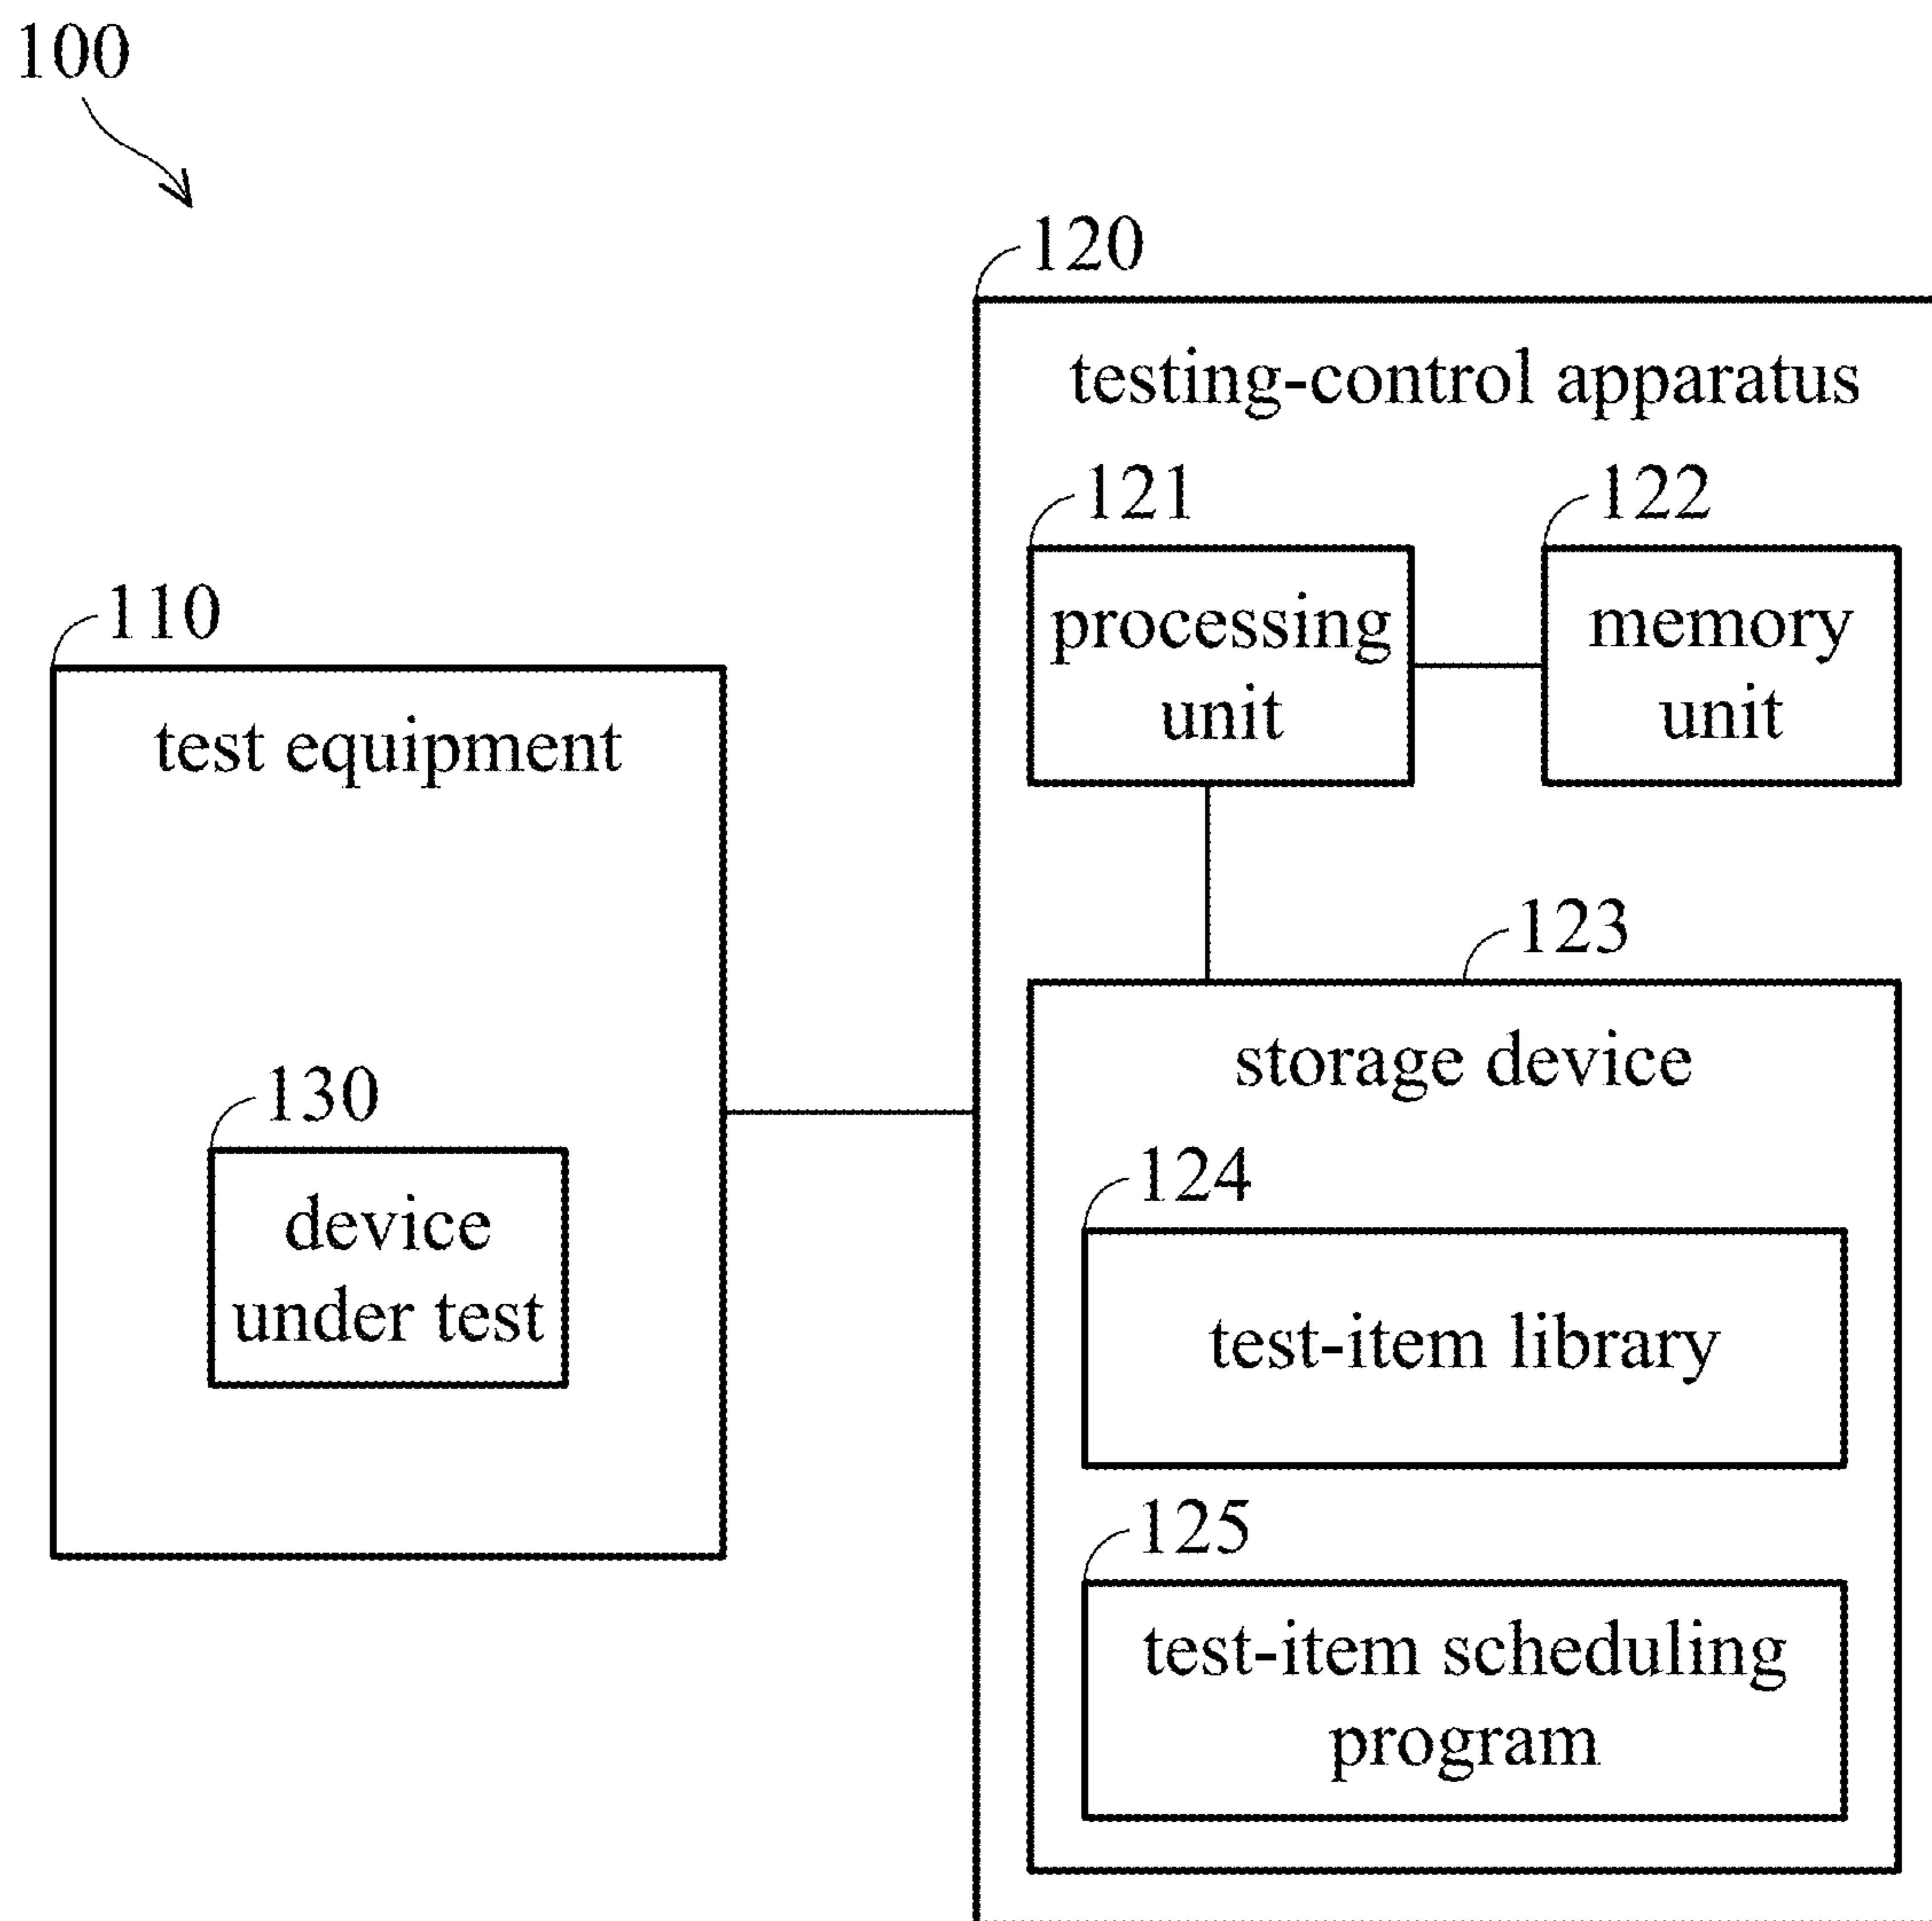 100
120
testing-control apparatus
121
122
processing
unit
memory
unit
110
test equipment
130
device
under test
123
storage device
124
test-item library
125
test-item scheduling
program